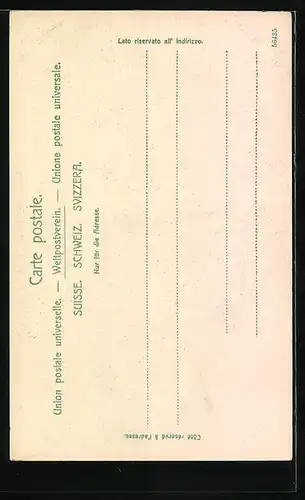 Carte postale.
Union postale universelle. — Weltpostverein. — Unione postale universale.
SUISSE. SCHWEIZ. SVIZZERA.
Nur für die Adresse.
Lato riservato all' indirizzo.
Côté réservé à l'adresse.
56435